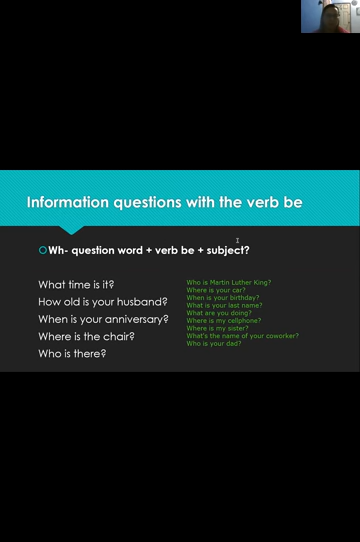 Information questions with the verb be
Wh- question word + verb be + subject?
What time is it?
How old is your husband?
When is your anniversary?
Where is the chair?
Who is there?
Who is Martin Luther King?
Where is your car?
When is your birthday?
What is your last name?
What are you doing?
Where is my cellphone?
Where is my sister?
What's the name of your coworker?
Who is your dad?